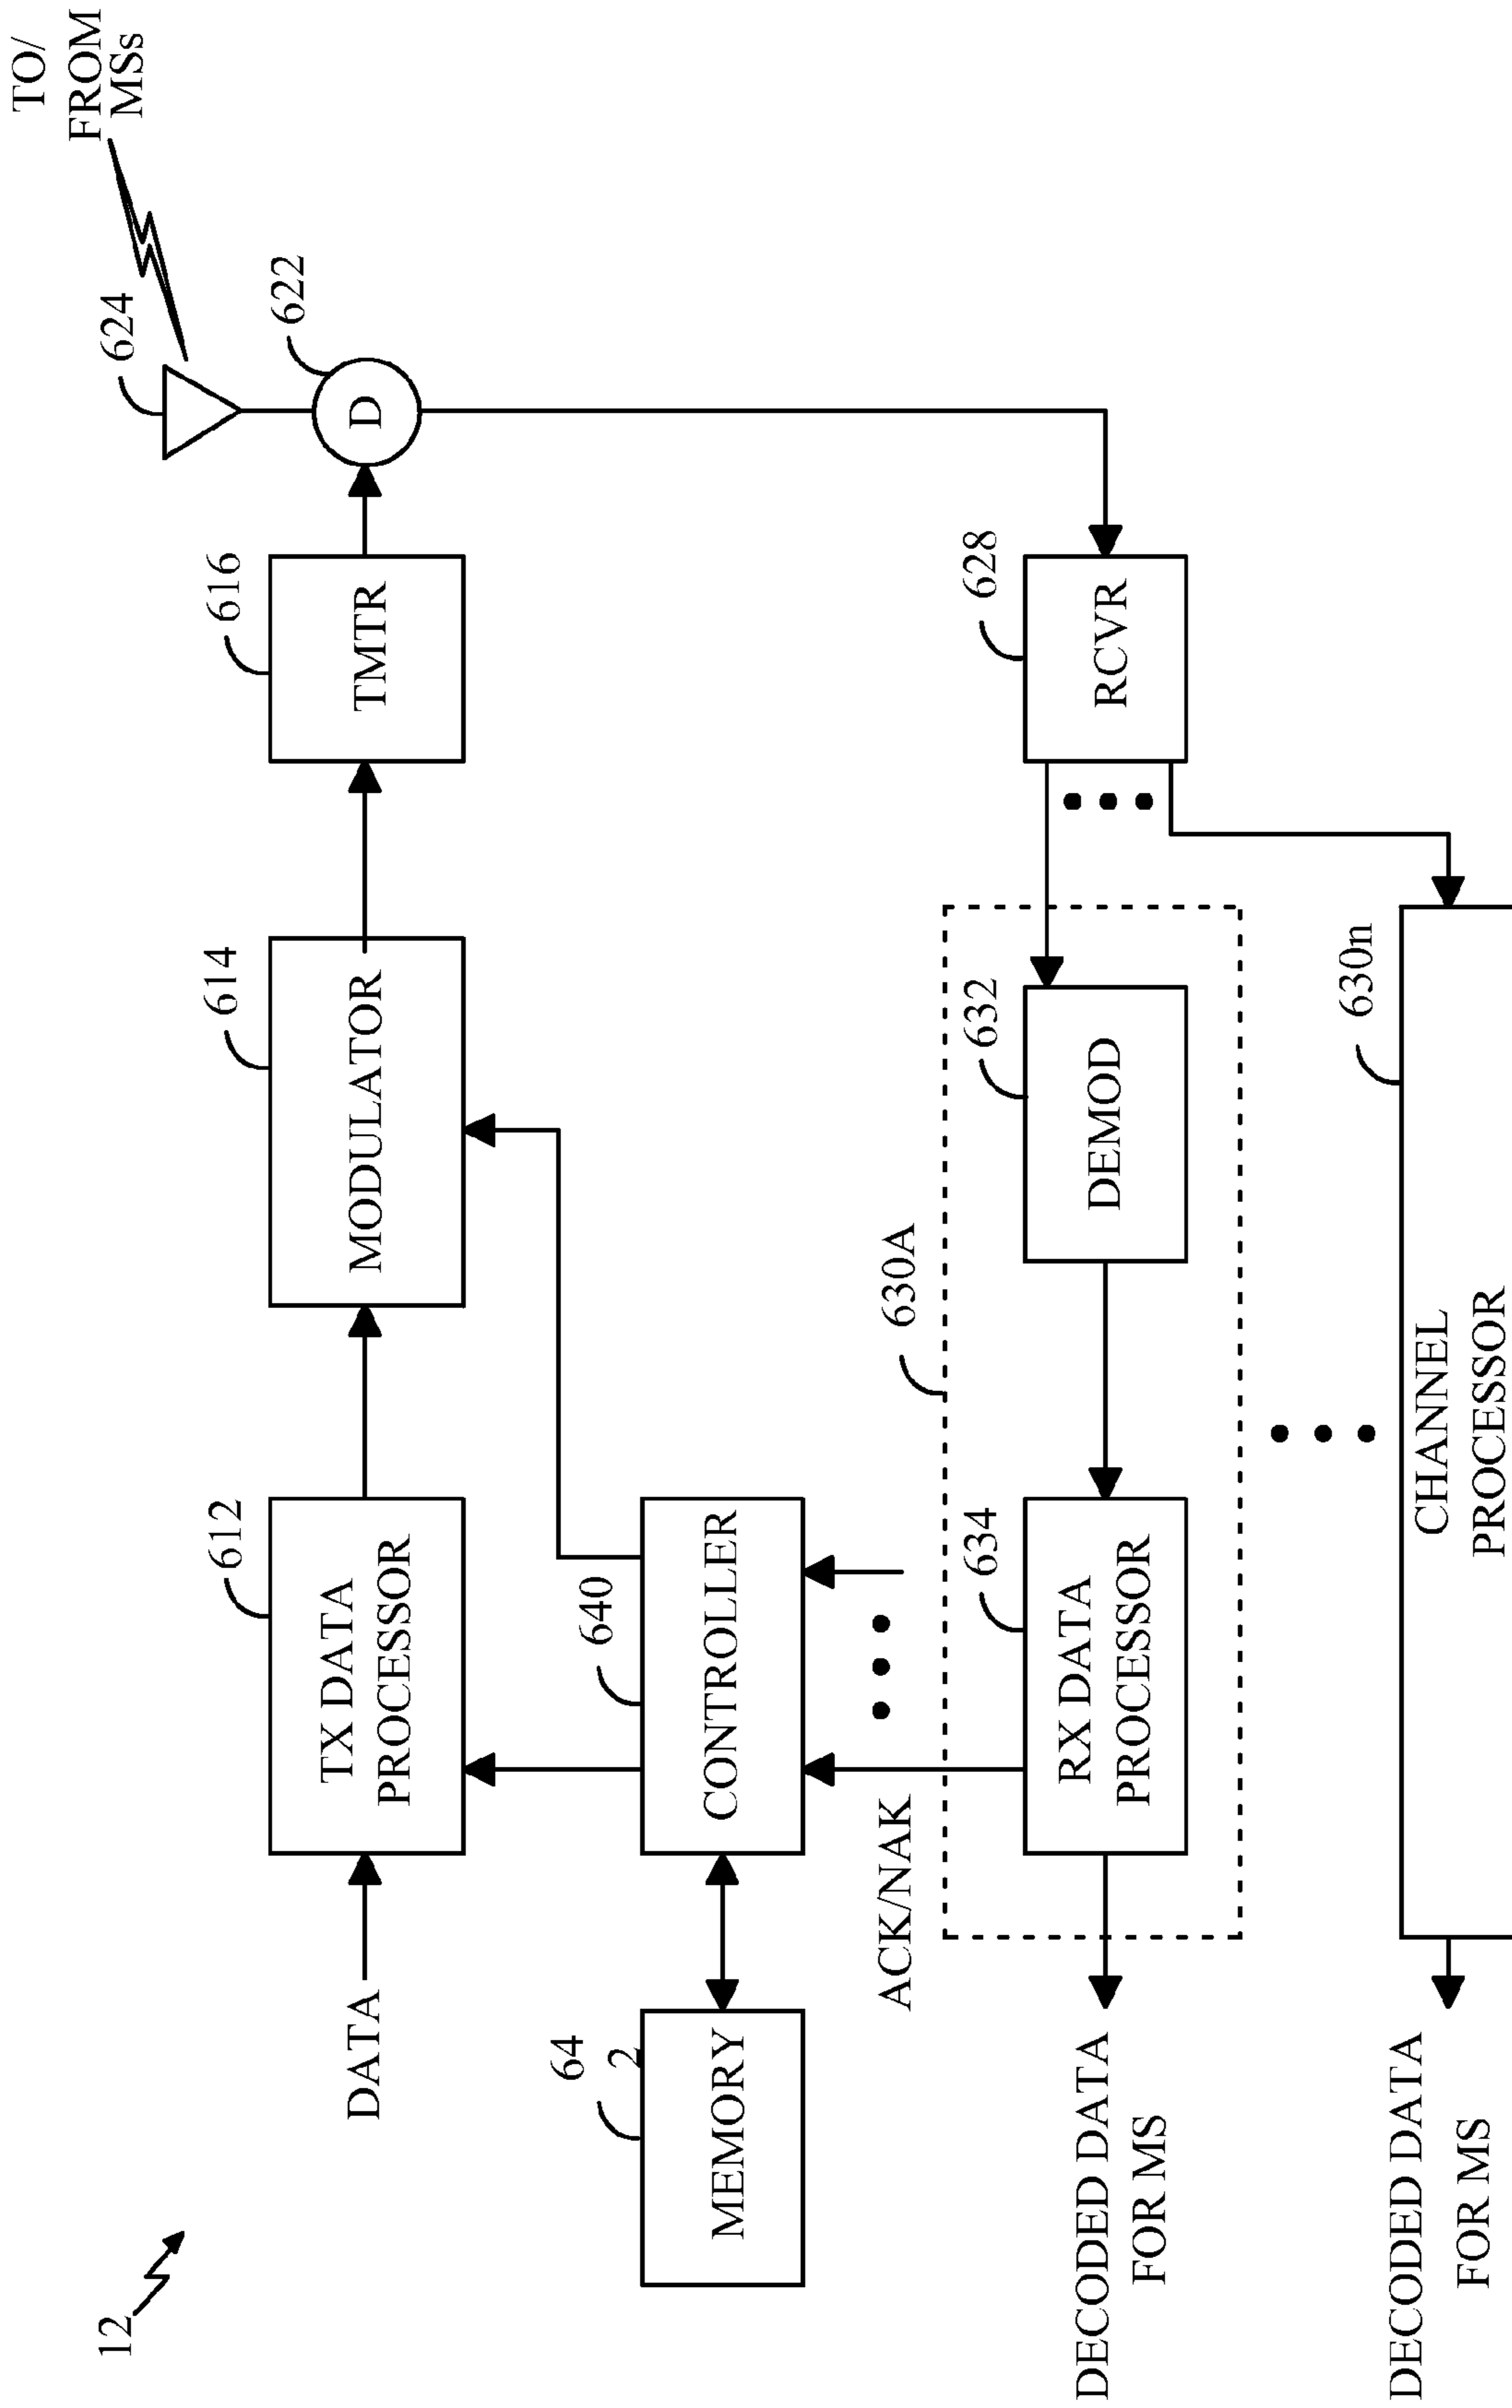 12
TO/
FROM
MSs
624
622
DATA
612
TX DATA
PROCESSOR
614
MODULATOR
616
TMTR
D
64
2
MEMORY
640
CONTROLLER
ACK/NAK
630A
634
RX DATA
PROCESSOR
632
DEMOD
628
RCVR
DECODED DATA
FOR MS
630n
CHANNEL
PROCESSOR
DECODED DATA
FOR MS